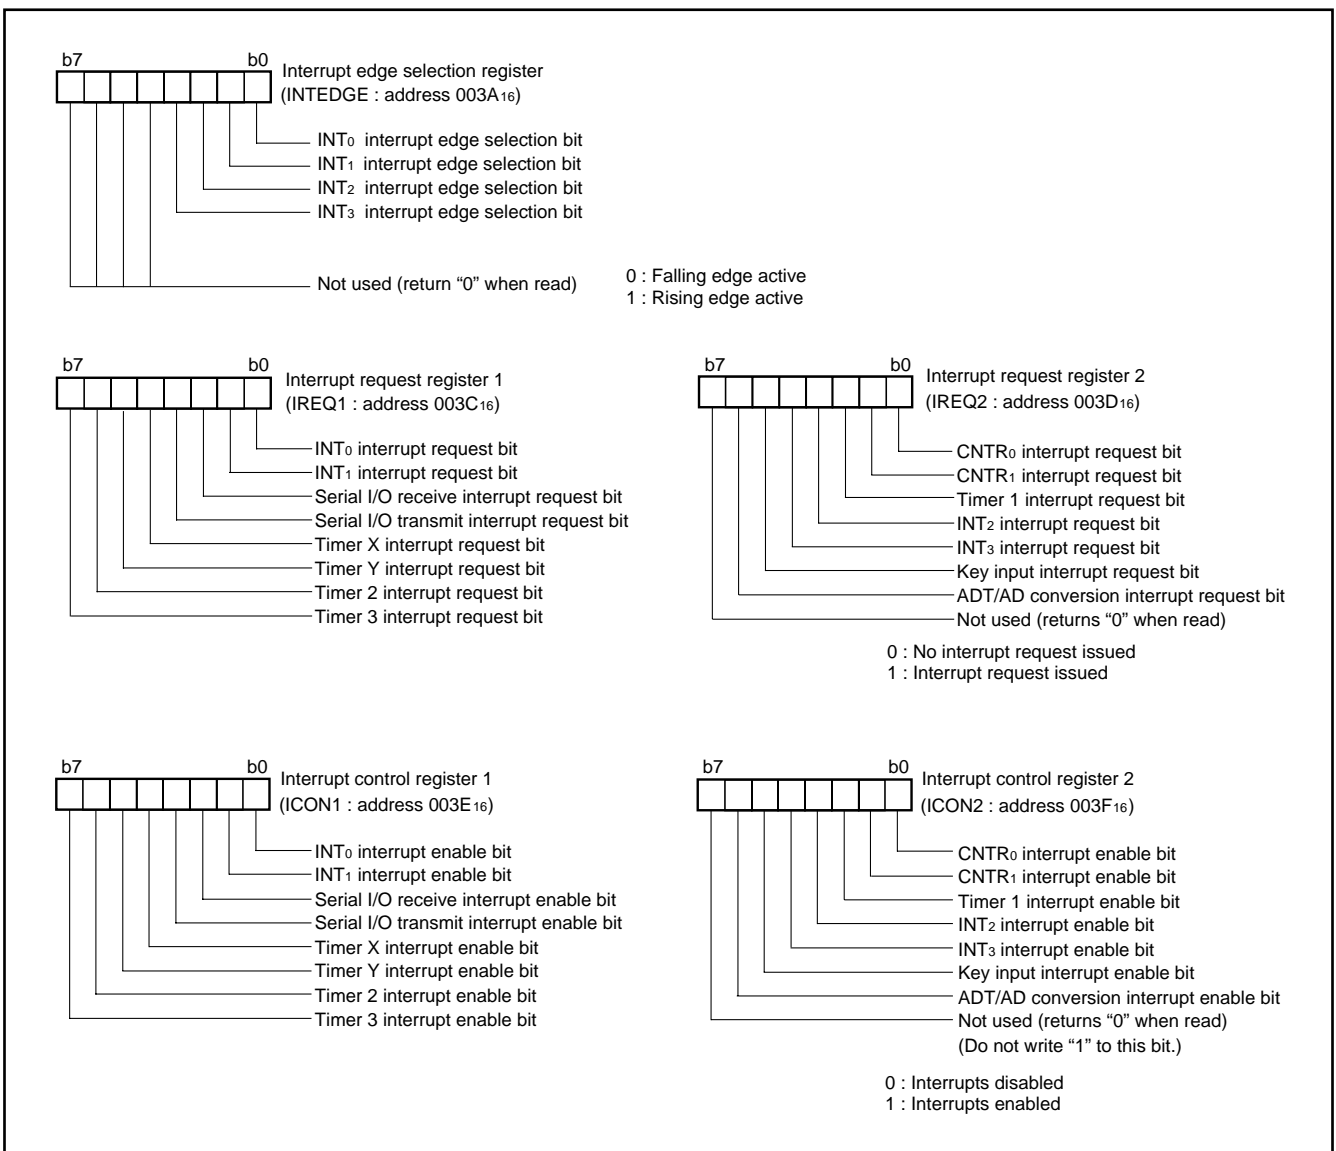 b7 b0
Interrupt edge selection register
(INTEDGE : address 003A16)
INT0 interrupt edge selection bit
INT1 interrupt edge selection bit
INT2 interrupt edge selection bit
INT3 interrupt edge selection bit
Not used (return “0” when read)
0 : Falling edge active
1 : Rising edge active
b7 b0
Interrupt request register 1
(IREQ1 : address 003C16)
INT0 interrupt request bit
INT1 interrupt request bit
Serial I/O receive interrupt request bit
Serial I/O transmit interrupt request bit
Timer X interrupt request bit
Timer Y interrupt request bit
Timer 2 interrupt request bit
Timer 3 interrupt request bit
b7 b0
Interrupt request register 2
(IREQ2 : address 003D16)
CNTR0 interrupt request bit
CNTR1 interrupt request bit
Timer 1 interrupt request bit
INT2 interrupt request bit
INT3 interrupt request bit
Key input interrupt request bit
ADT/AD conversion interrupt request bit
Not used (returns “0” when read)
0 : No interrupt request issued
1 : Interrupt request issued
b7 b0
Interrupt control register 1
(ICON1 : address 003E16)
INT0 interrupt enable bit
INT1 interrupt enable bit
Serial I/O receive interrupt enable bit
Serial I/O transmit interrupt enable bit
Timer X interrupt enable bit
Timer Y interrupt enable bit
Timer 2 interrupt enable bit
Timer 3 interrupt enable bit
b7 b0
Interrupt control register 2
(ICON2 : address 003F16)
CNTR0 interrupt enable bit
CNTR1 interrupt enable bit
Timer 1 interrupt enable bit
INT2 interrupt enable bit
INT3 interrupt enable bit
Key input interrupt enable bit
ADT/AD conversion interrupt enable bit
Not used (returns “0” when read)
(Do not write “1” to this bit.)
0 : Interrupts disabled
1 : Interrupts enabled